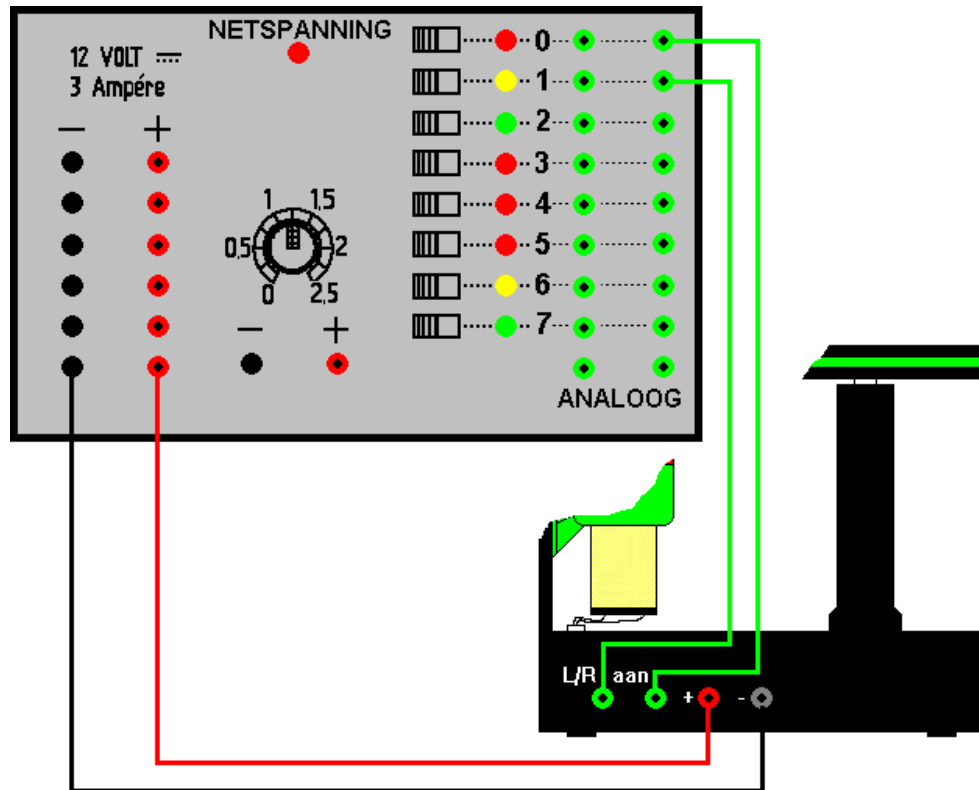 NETSPANNING
12 VOLT ⎓
3 Ampére
− +
0
1
2
3
4
5
6
7
1 1,5
0,5 2
0 2,5
− +
ANALOOG
L/R aan + -